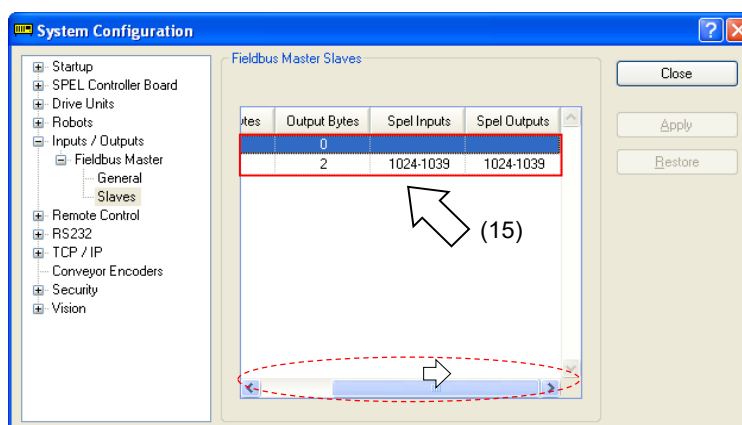 System Configuration
Startup
SPEL Controller Board
Drive Units
Robots
Inputs / Outputs
Fieldbus Master
General
Slaves
Remote Control
RS232
TCP / IP
Conveyor Encoders
Security
Vision
Fieldbus Master Slaves
Output Bytes Spel Inputs Spel Outputs
0
2 1024-1039 1024-1039
(15)
Close
Apply
Restore